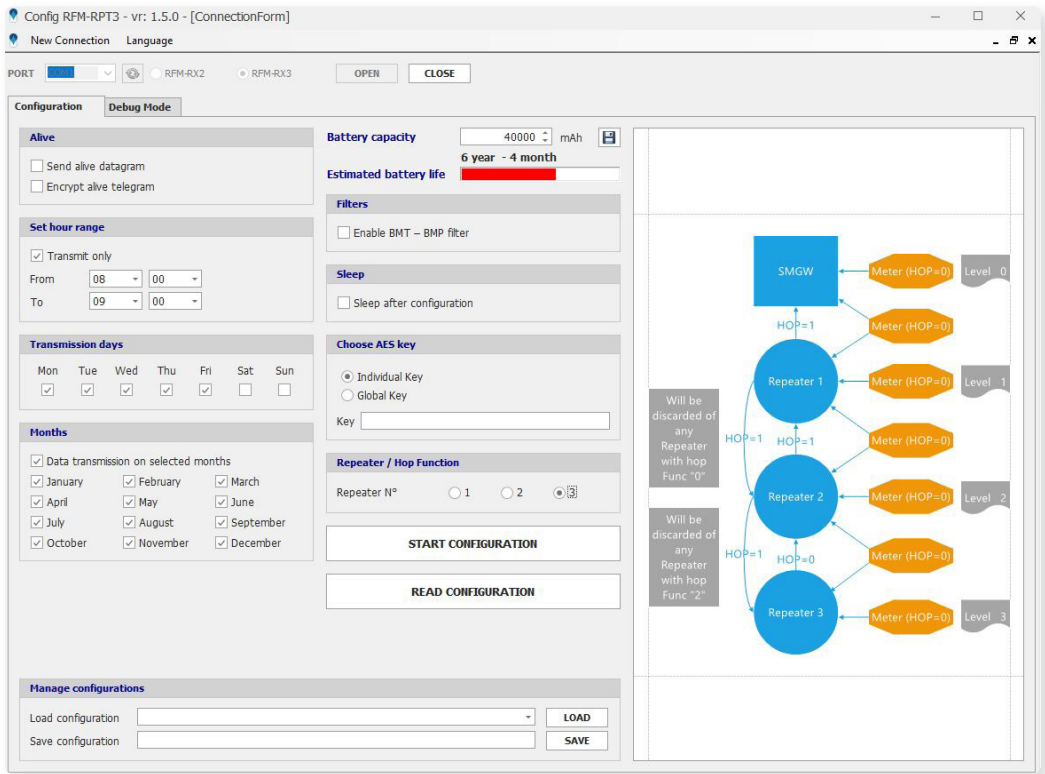 Config RFM-RPT3 - vr: 1.5.0 - [ConnectionForm]
New Connection Language
PORT RFM-RX2 RFM-RX3 OPEN CLOSE
Configuration Debug Mode
Alive
Send alive datagram
Encrypt alive telegram
Set hour range
Transmit only
From 08 00
To 09 00
Transmission days
Mon Tue Wed Thu Fri Sat Sun
Months
Data transmission on selected months
January February March
April May June
July August September
October November December
Battery capacity 40000 mAh
6 year - 4 month
Estimated battery life
Filters
Enable BMT – BMP filter
Sleep
Sleep after configuration
Choose AES key
Individual Key
Global Key
Key
Repeater / Hop Function
Repeater N° 1 2 3
START CONFIGURATION
READ CONFIGURATION
Manage configurations
Load configuration LOAD
Save configuration SAVE
SMGW Meter (HOP=0) Level 0
HOP=1 Meter (HOP=0)
Repeater 1 Meter (HOP=0) Level 1
Will be
discarded of
any
Repeater
with hop
Func "0"
HOP=1 HOP=1 Meter (HOP=0)
Repeater 2 Meter (HOP=0) Level 2
Will be
discarded of
any
Repeater
with hop
Func "2"
HOP=1 HOP=0 Meter (HOP=0)
Repeater 3 Meter (HOP=0) Level 3